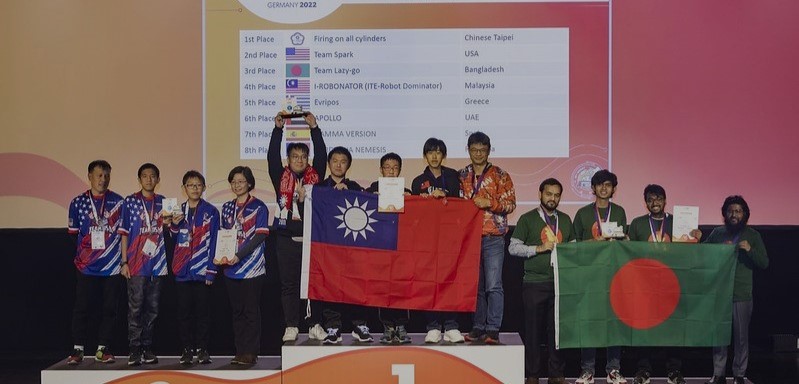 GERMANY 2022
1st Place Firing on all cylinders Chinese Taipei
2nd Place Team Spark USA
3rd Place Team Lazy-go Bangladesh
4th Place I-ROBONATOR (ITE-Robot Dominator) Malaysia
5th Place Evripos Greece
6th Place APOLLO UAE
7th Place VERSION
8th NEMESIS
1